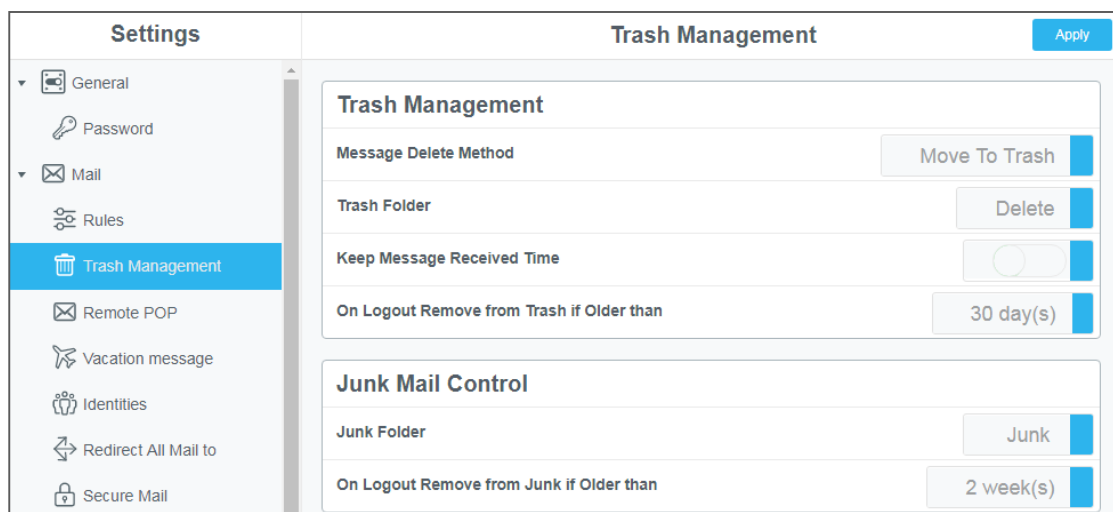 Settings
Trash Management
Apply
General
Password
Mail
Rules
Trash Management
Remote POP
Vacation message
Identities
Redirect All Mail to
Secure Mail
Trash Management
Message Delete Method Move To Trash
Trash Folder Delete
Keep Message Received Time
On Logout Remove from Trash if Older than 30 day(s)
Junk Mail Control
Junk Folder Junk
On Logout Remove from Junk if Older than 2 week(s)